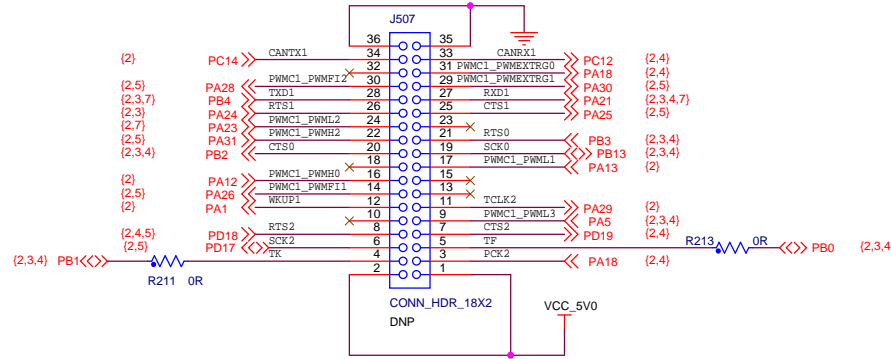 J507
36 35
{2} PC14 CANTX1 34 33 CANRX1 PC12 {2,4}
32 31 PWMC1_PWMEXTRG0 PA18 {2,4}
{2,5} PA28 PWMC1_PWMFI2 30 29 PWMC1_PWMEXTRG1 PA30 {2,5}
{2,3,7} PB4 TXD1 28 27 RXD1 PA21 {2,3,4,7}
{2,3} PA24 RTS1 26 25 CTS1 PA25 {2,5}
{2,7} PA23 PWMC1_PWML2 24 23
{2,5} PA31 PWMC1_PWMH2 22 21 RTS0 PB3 {2,3,4}
{2,3,4} PB2 CTS0 20 19 SCK0 PB13 {2,3,4}
18 17 PWMC1_PWML1 PA13 {2}
{2} PA12 PWMC1_PWMH0 16 15
{2,5} PA26 PWMC1_PWMFI1 14 13
{2} PA1 WKUP1 12 11 TCLK2 PA29 {2}
10 9 PWMC1_PWML3 PA5 {2,3,4}
{2,4,5} PD18 RTS2 8 7 CTS2 PD19 {2,4}
{2,5} PD17 SCK2 6 5 TF R213 0R PB0 {2,3,4
{2,3,4} PB1 R211 0R TK 4 3 PCK2 PA18 {2,4}
2 1
CONN_HDR_18X2
DNP
VCC_5V0